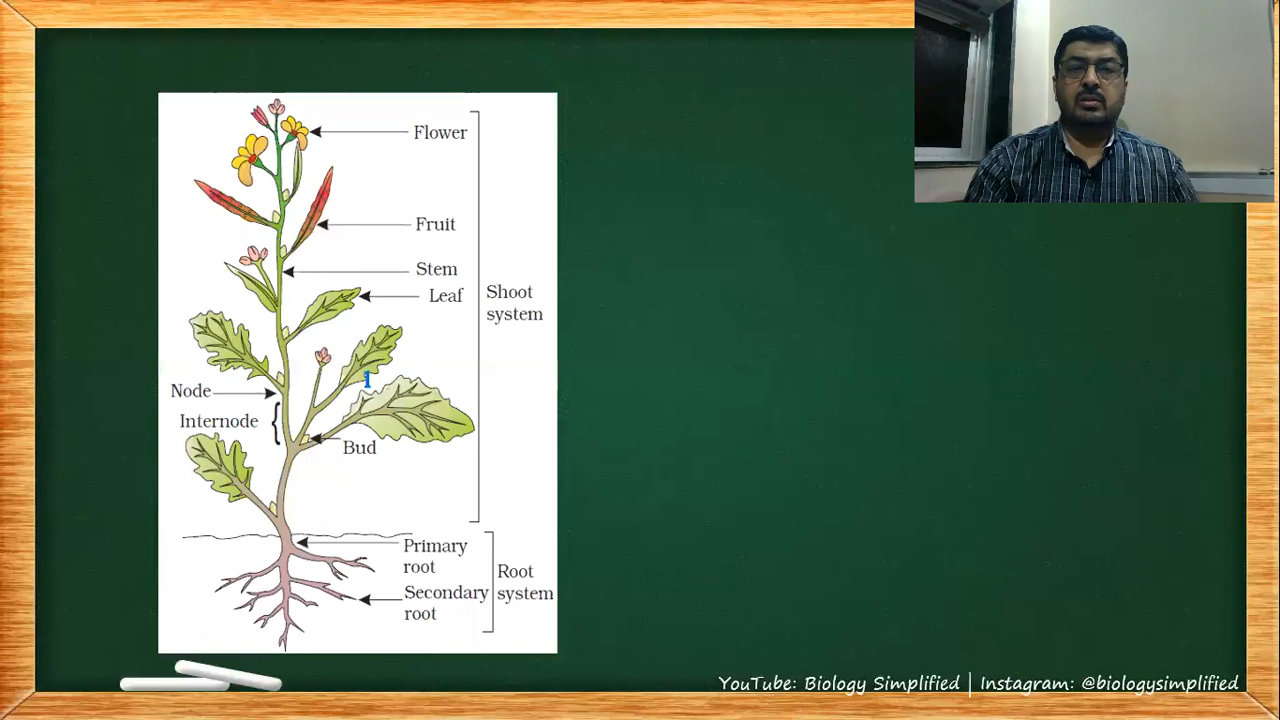 Flower
Fruit
Stem
Leaf
Shoot
system
1
Node
Internode
Bud
Primary
root
Secondary
root
Root
system
YouTube: Biology Simplified | Instagram: @biologysimplified